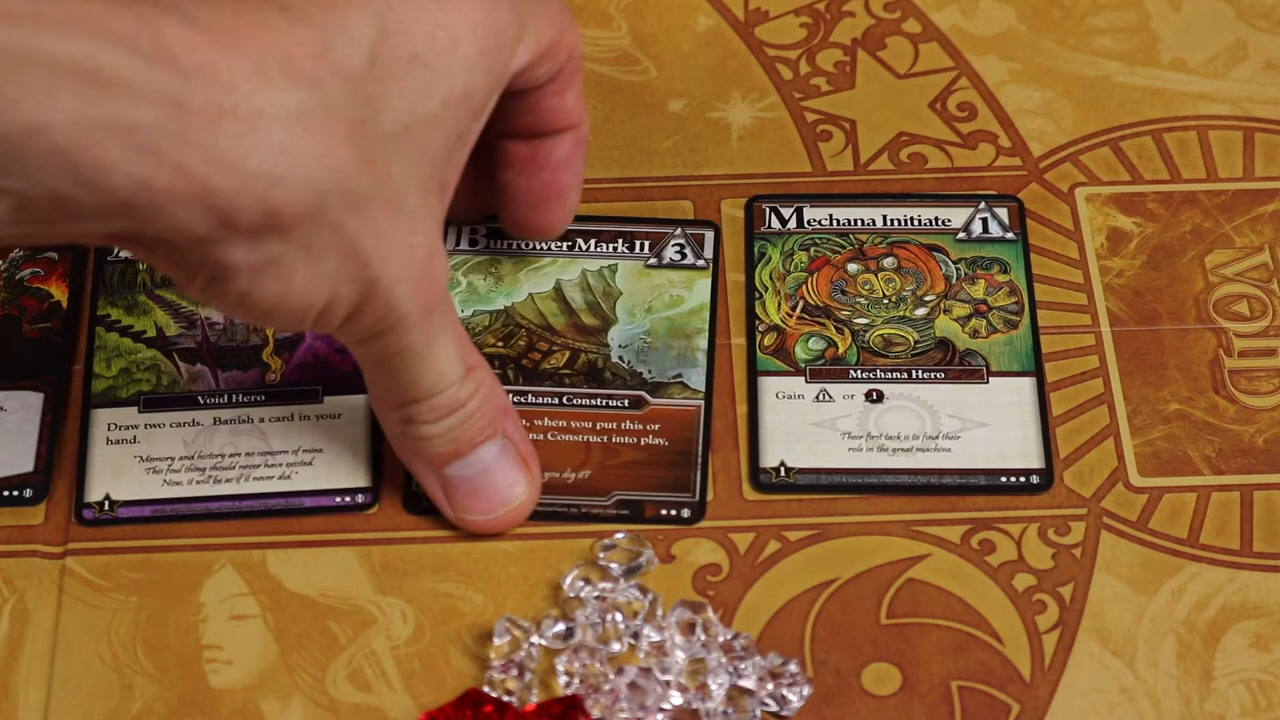 Void Hero
Draw two cards. Banish a card in your
hand.
"Memory and history are no concern of mine.
This foul thing should never have existed.
Now, it will be as if it never did."
1
Burrower Mark II
3
Mechana Construct
, when you put this or
na Construct into play,
you dig it?
Mechana Initiate
1
Mechana Hero
Gain 1 or 1.
Their first task is to find their
role in the great machine.
1
VOID